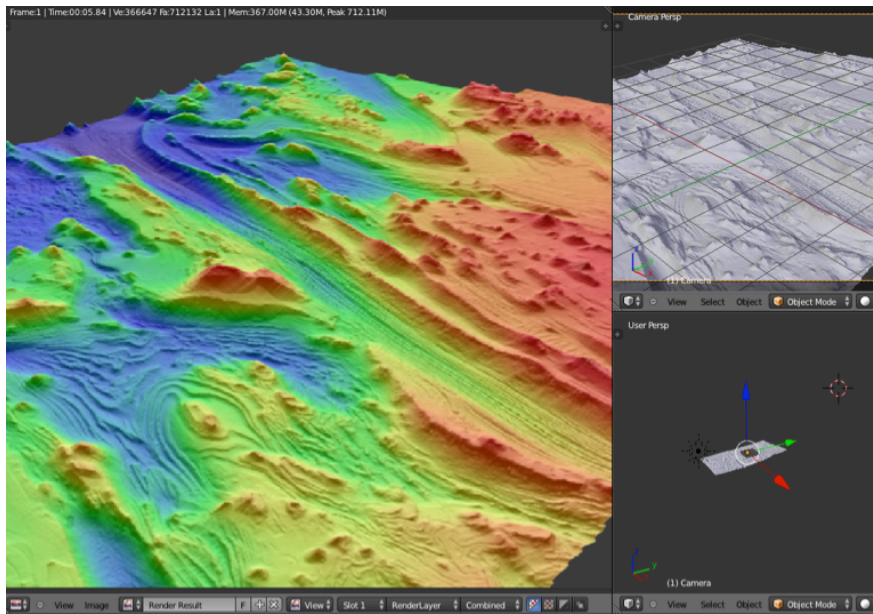 Frame:1 | Time:00:05.84 | Ve:366647 Fa:712132 La:1 | Mem:367.00M (43.30M, Peak 712.11M)
Camera Persp
(1) Camera
View Select Object Object Mode
User Persp
(1) Camera
View Image Render Result F View Slot 1 RenderLayer Combined
View Select Object Object Mode